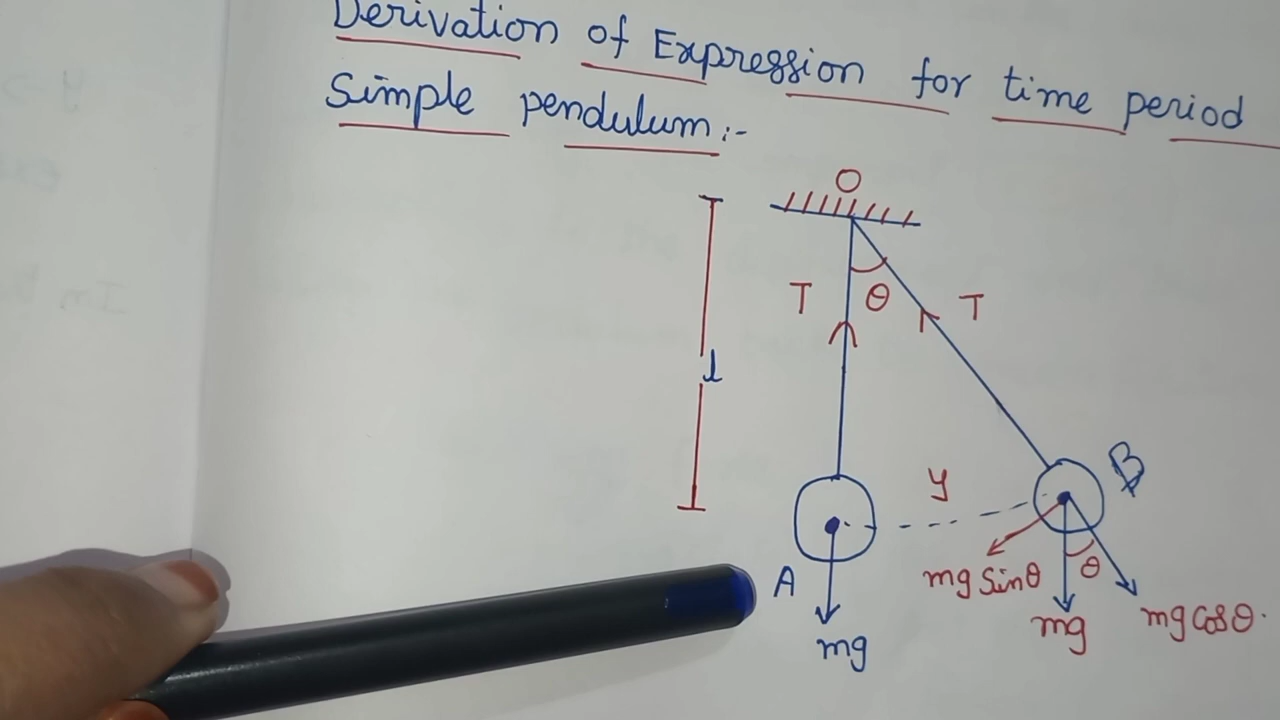 Derivation of Expression for time period
Simple pendulum:-
O
T θ T
l
y B
A mg Sinθ θ
mg mg mg Cosθ.